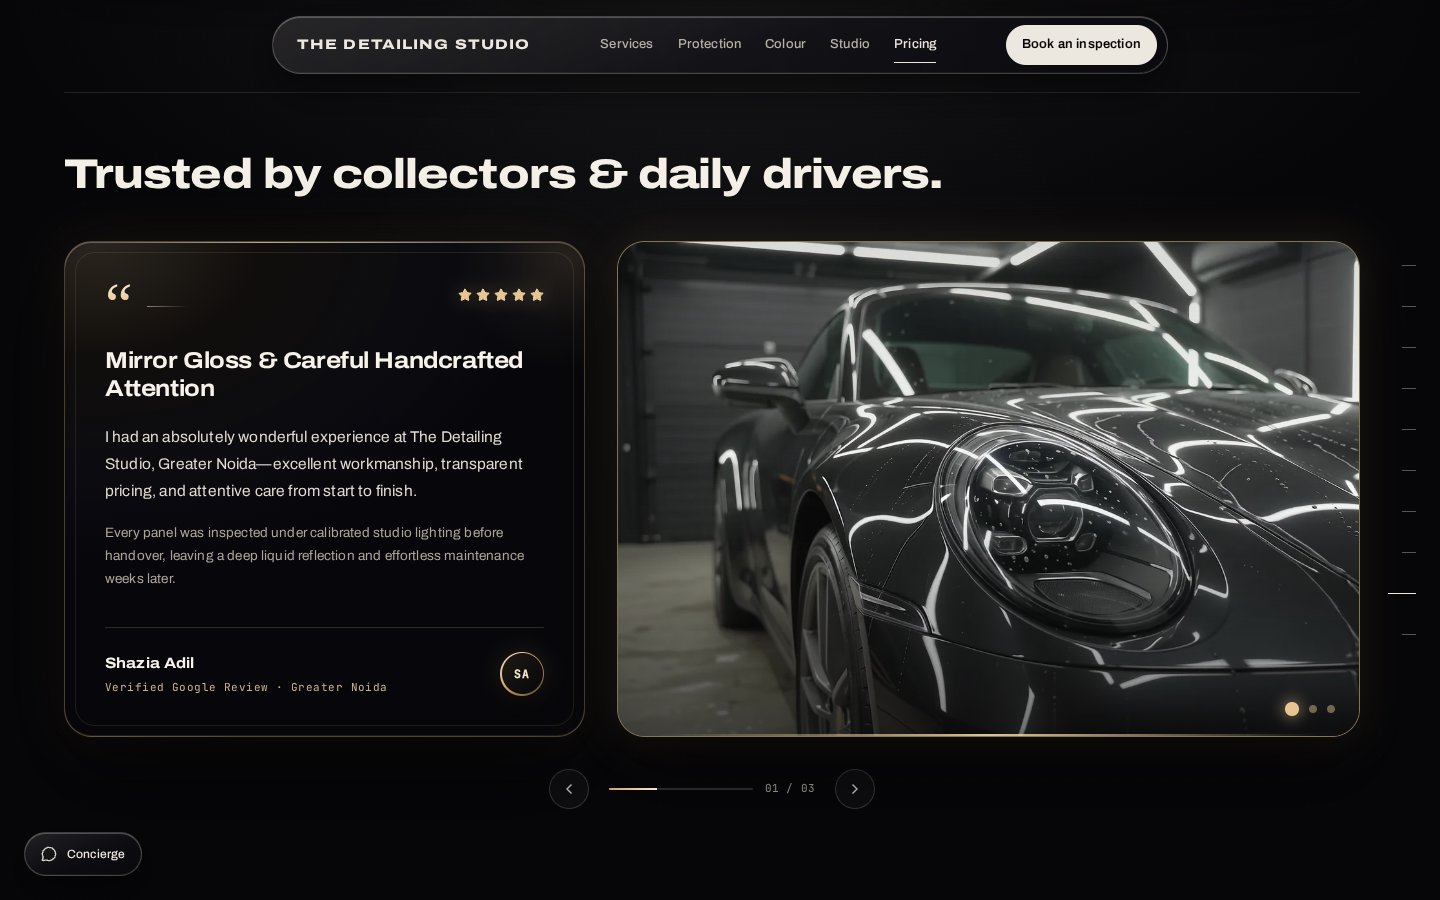 THE DETAILING STUDIO
Services
Protection
Colour
Studio
Pricing
Book an inspection
Trusted by collectors & daily drivers.
“
Mirror Gloss & Careful Handcrafted
Attention
I had an absolutely wonderful experience at The Detailing
Studio, Greater Noida—excellent workmanship, transparent
pricing, and attentive care from start to finish.
Every panel was inspected under calibrated studio lighting before
handover, leaving a deep liquid reflection and effortless maintenance
weeks later.
Shazia Adil
Verified Google Review · Greater Noida
SA
01 / 03
Concierge